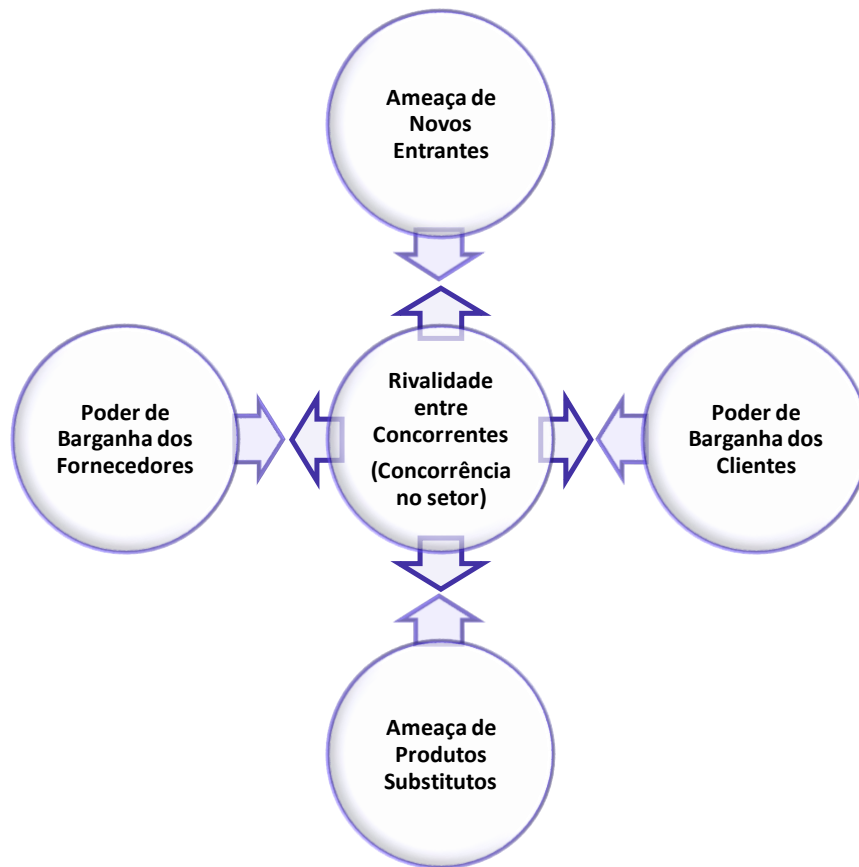 Ameaça de
Novos
Entrantes
Poder de
Barganha dos
Fornecedores
Rivalidade
entre
Concorrentes
(Concorrência
no setor)
Poder de
Barganha dos
Clientes
Ameaça de
Produtos
Substitutos